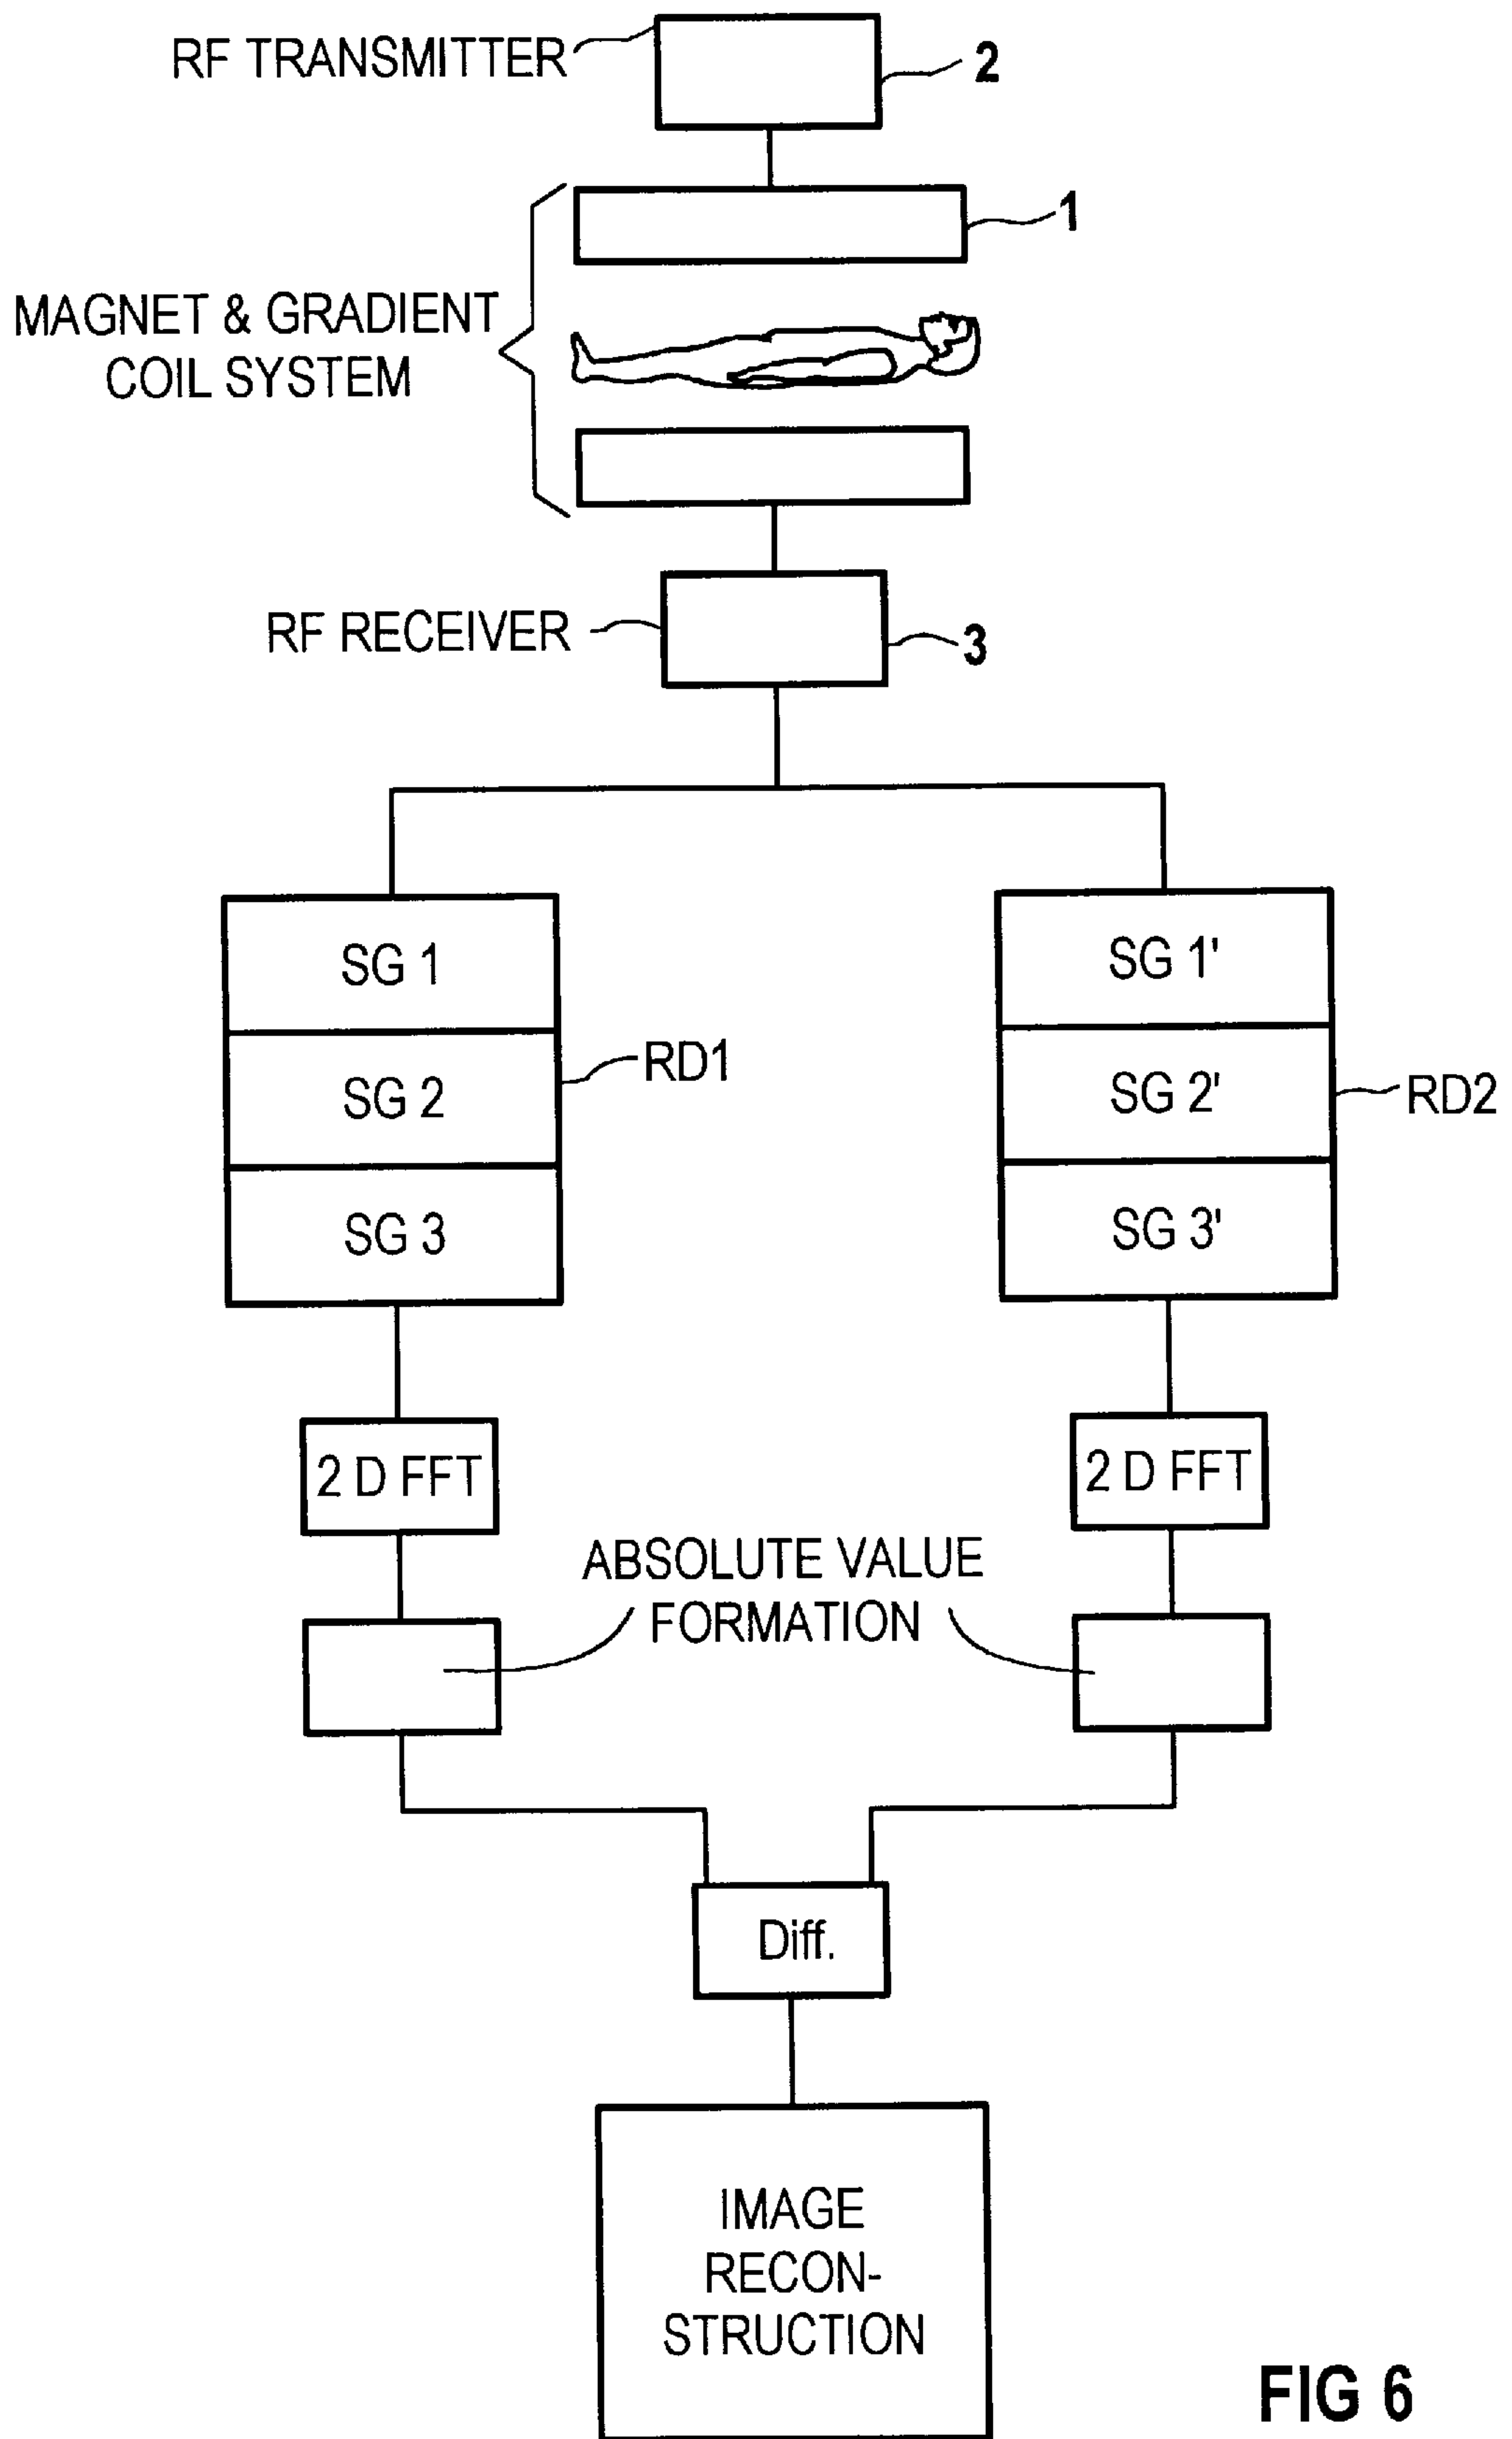 RF TRANSMITTER
2
1
MAGNET & GRADIENT
COIL SYSTEM
RF RECEIVER
3
SG 1
SG 2
SG 3
RD1
SG 1'
SG 2'
SG 3'
RD2
2 D FFT
2 D FFT
ABSOLUTE VALUE
FORMATION
Diff.
IMAGE
RECON-
STRUCTION
FIG 6